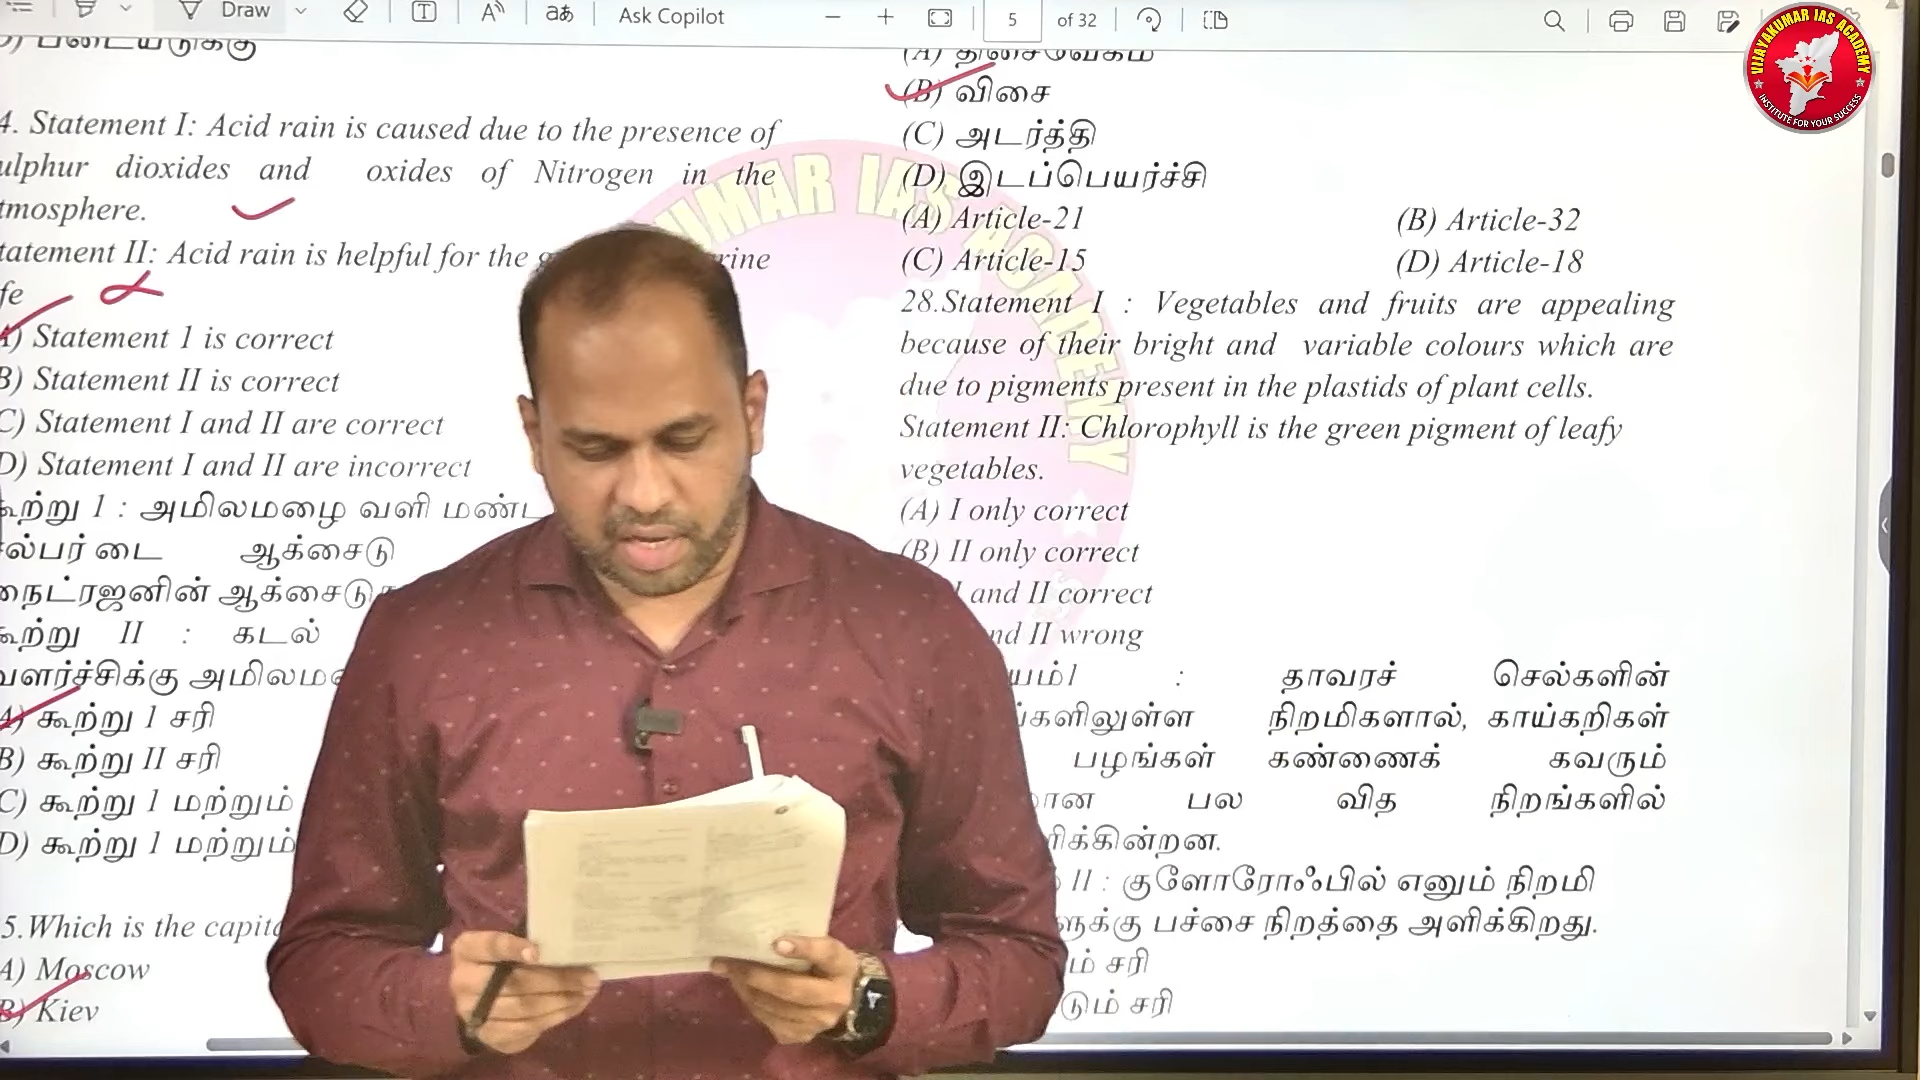 Draw
Ask Copilot
5
of 32
VIJAYAKUMAR IAS ACADEMY
INSTITUTE FOR YOUR SUCCESS
4. Statement I: Acid rain is caused due to the presence of
ulphur dioxides and oxides of Nitrogen in the
tmosphere.
tatement II: Acid rain is helpful for the
rine
fe
A) Statement 1 is correct
B) Statement II is correct
C) Statement I and II are correct
D) Statement I and II are incorrect
கூற்று 1 : அமிலமழை வளி மண்ட
சல்பர் டை ஆக்சைடு
நைட்ரஜனின் ஆக்சைடு
கூற்று II : கடல்
வளர்ச்சிக்கு அமிலம
A) கூற்று 1 சரி
B) கூற்று II சரி
C) கூற்று 1 மற்றும்
D) கூற்று 1 மற்றும்
5.Which is the capita
A) Moscow
B) Kiev
(B) விசை
(C) அடர்த்தி
(D) இடப்பெயர்ச்சி
(A) Article-21 (B) Article-32
(C) Article-15 (D) Article-18
28.Statement I : Vegetables and fruits are appealing
because of their bright and variable colours which are
due to pigments present in the plastids of plant cells.
Statement II: Chlorophyll is the green pigment of leafy
vegetables.
(A) I only correct
(B) II only correct
I and II correct
nd II wrong
யம்1 : தாவரச் செல்களின்
ங்களிலுள்ள நிறமிகளால், காய்கறிகள்
பழங்கள் கண்ணைக் கவரும்
ான பல வித நிறங்களில்
ரிக்கின்றன.
II : குளோரோஃபில் எனும் நிறமி
ளுக்கு பச்சை நிறத்தை அளிக்கிறது.
ம் சரி
டும் சரி